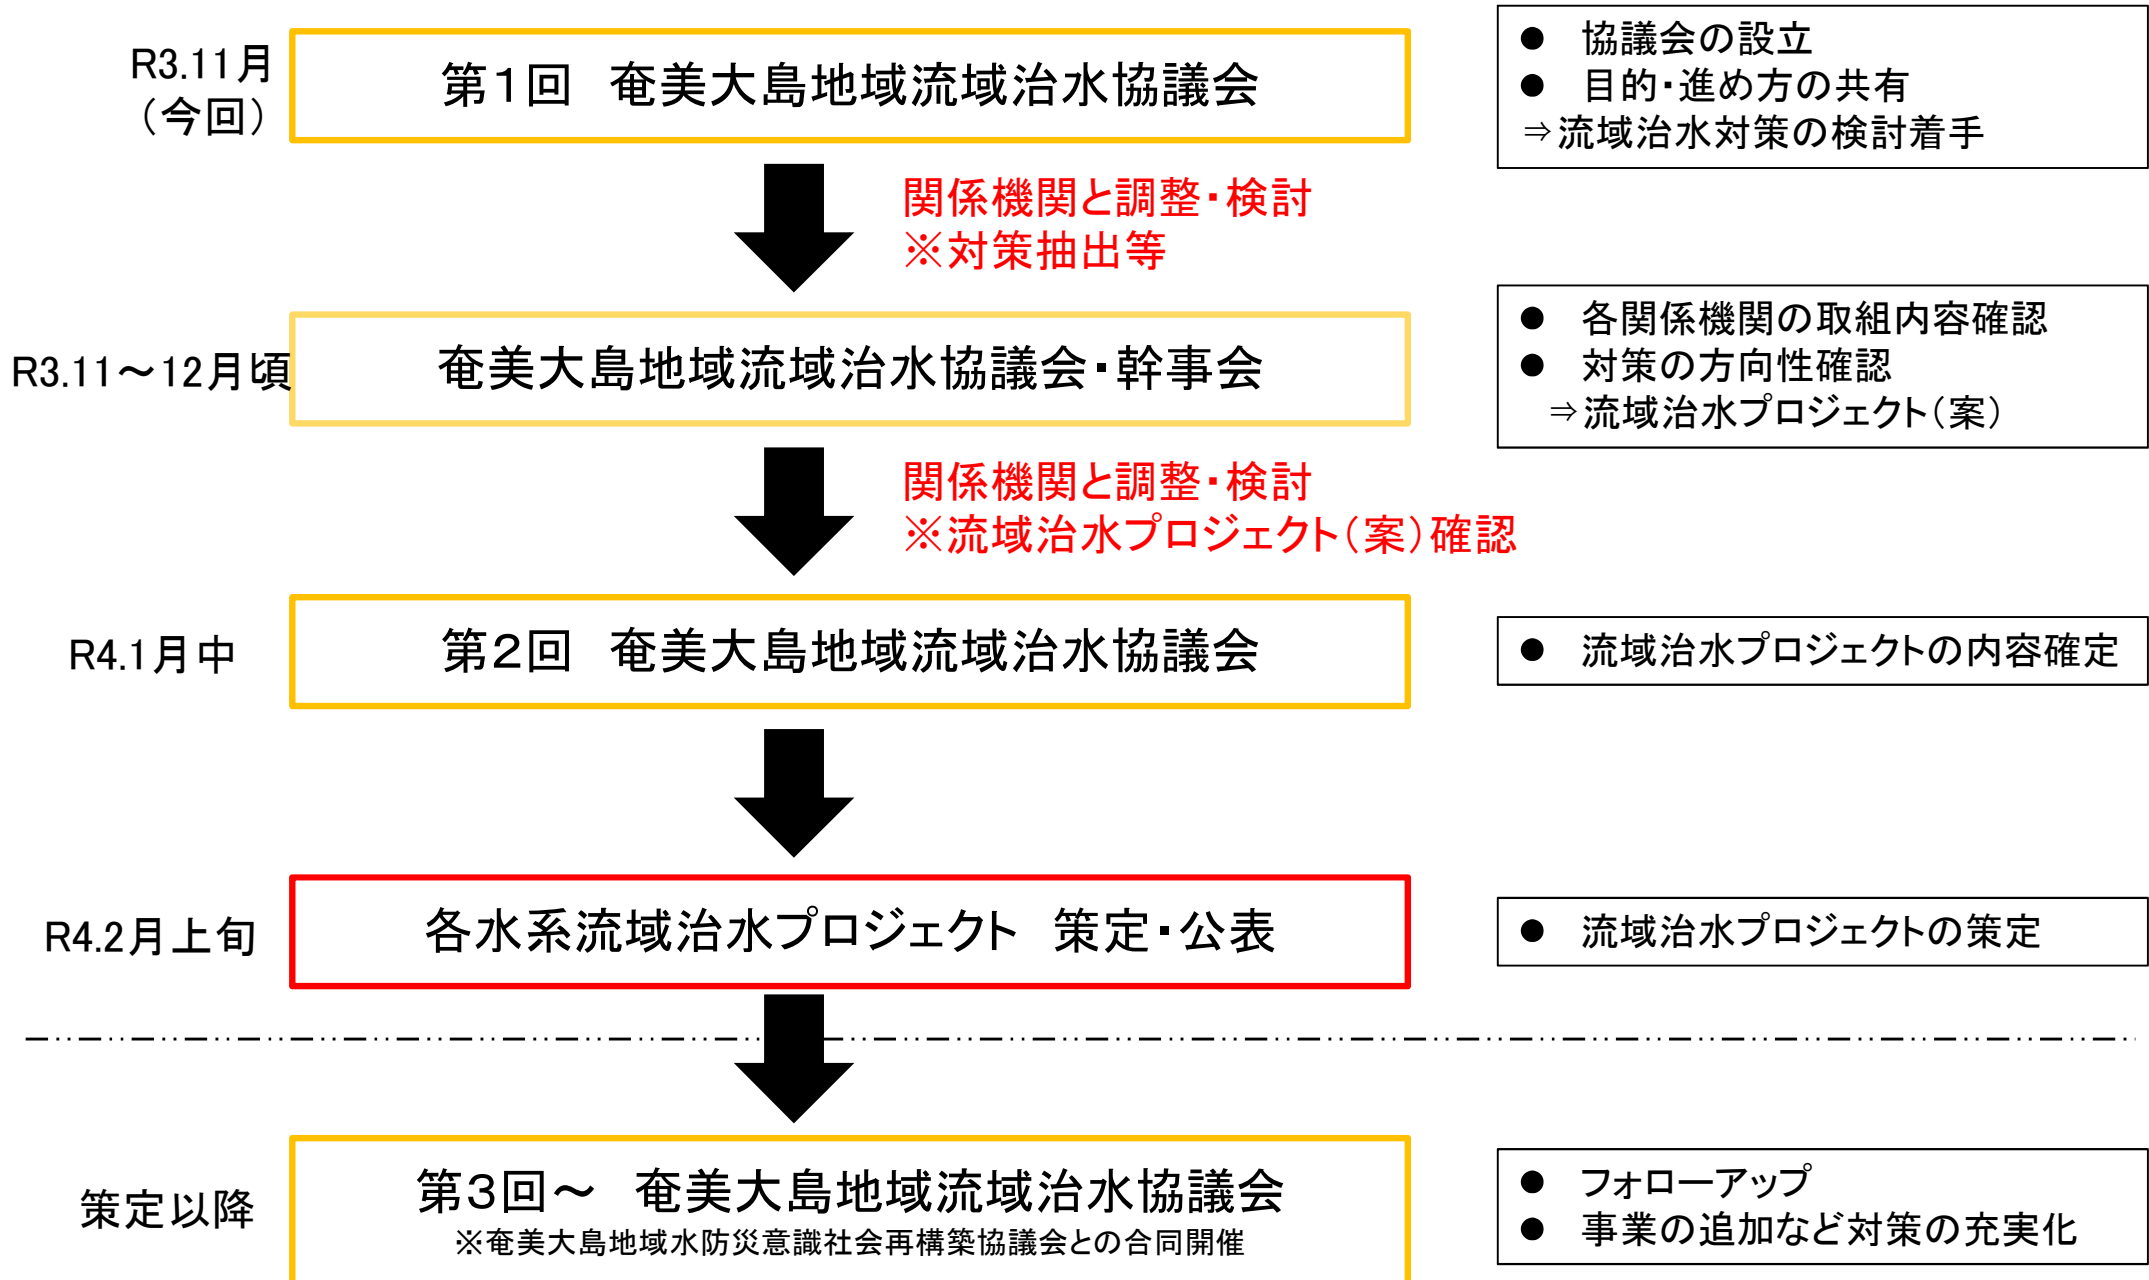 R3.11月
（今回）
第１回　奄美大島地域流域治水協議会
● 協議会の設立
● 目的・進め方の共有
⇒流域治水対策の検討着手
関係機関と調整・検討
※対策抽出等
R3.11～12月頃
奄美大島地域流域治水協議会・幹事会
● 各関係機関の取組内容確認
● 対策の方向性確認
⇒流域治水プロジェクト（案）
関係機関と調整・検討
※流域治水プロジェクト（案）確認
R4.1月中
第２回　奄美大島地域流域治水協議会
● 流域治水プロジェクトの内容確定
R4.2月上旬
各水系流域治水プロジェクト　策定・公表
● 流域治水プロジェクトの策定
策定以降
第３回～　奄美大島地域流域治水協議会
※奄美大島地域水防災意識社会再構築協議会との合同開催
● フォローアップ
● 事業の追加など対策の充実化